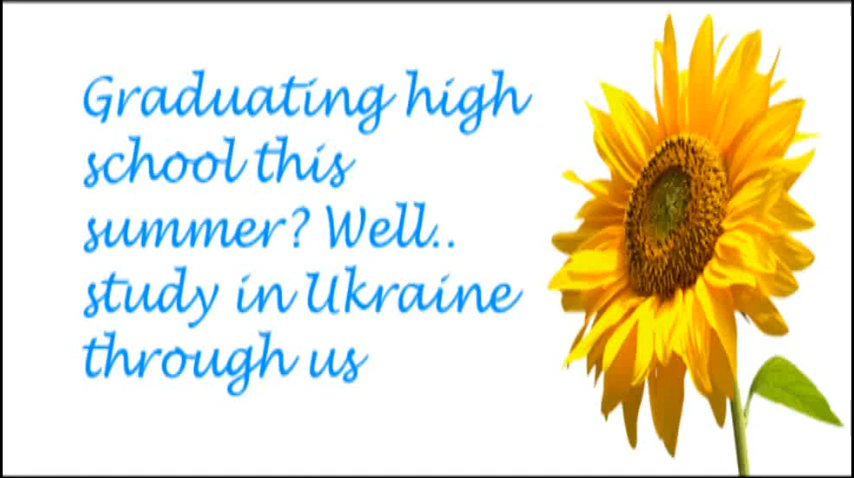 Graduating high
school this
summer? Well..
study in Ukraine
through us